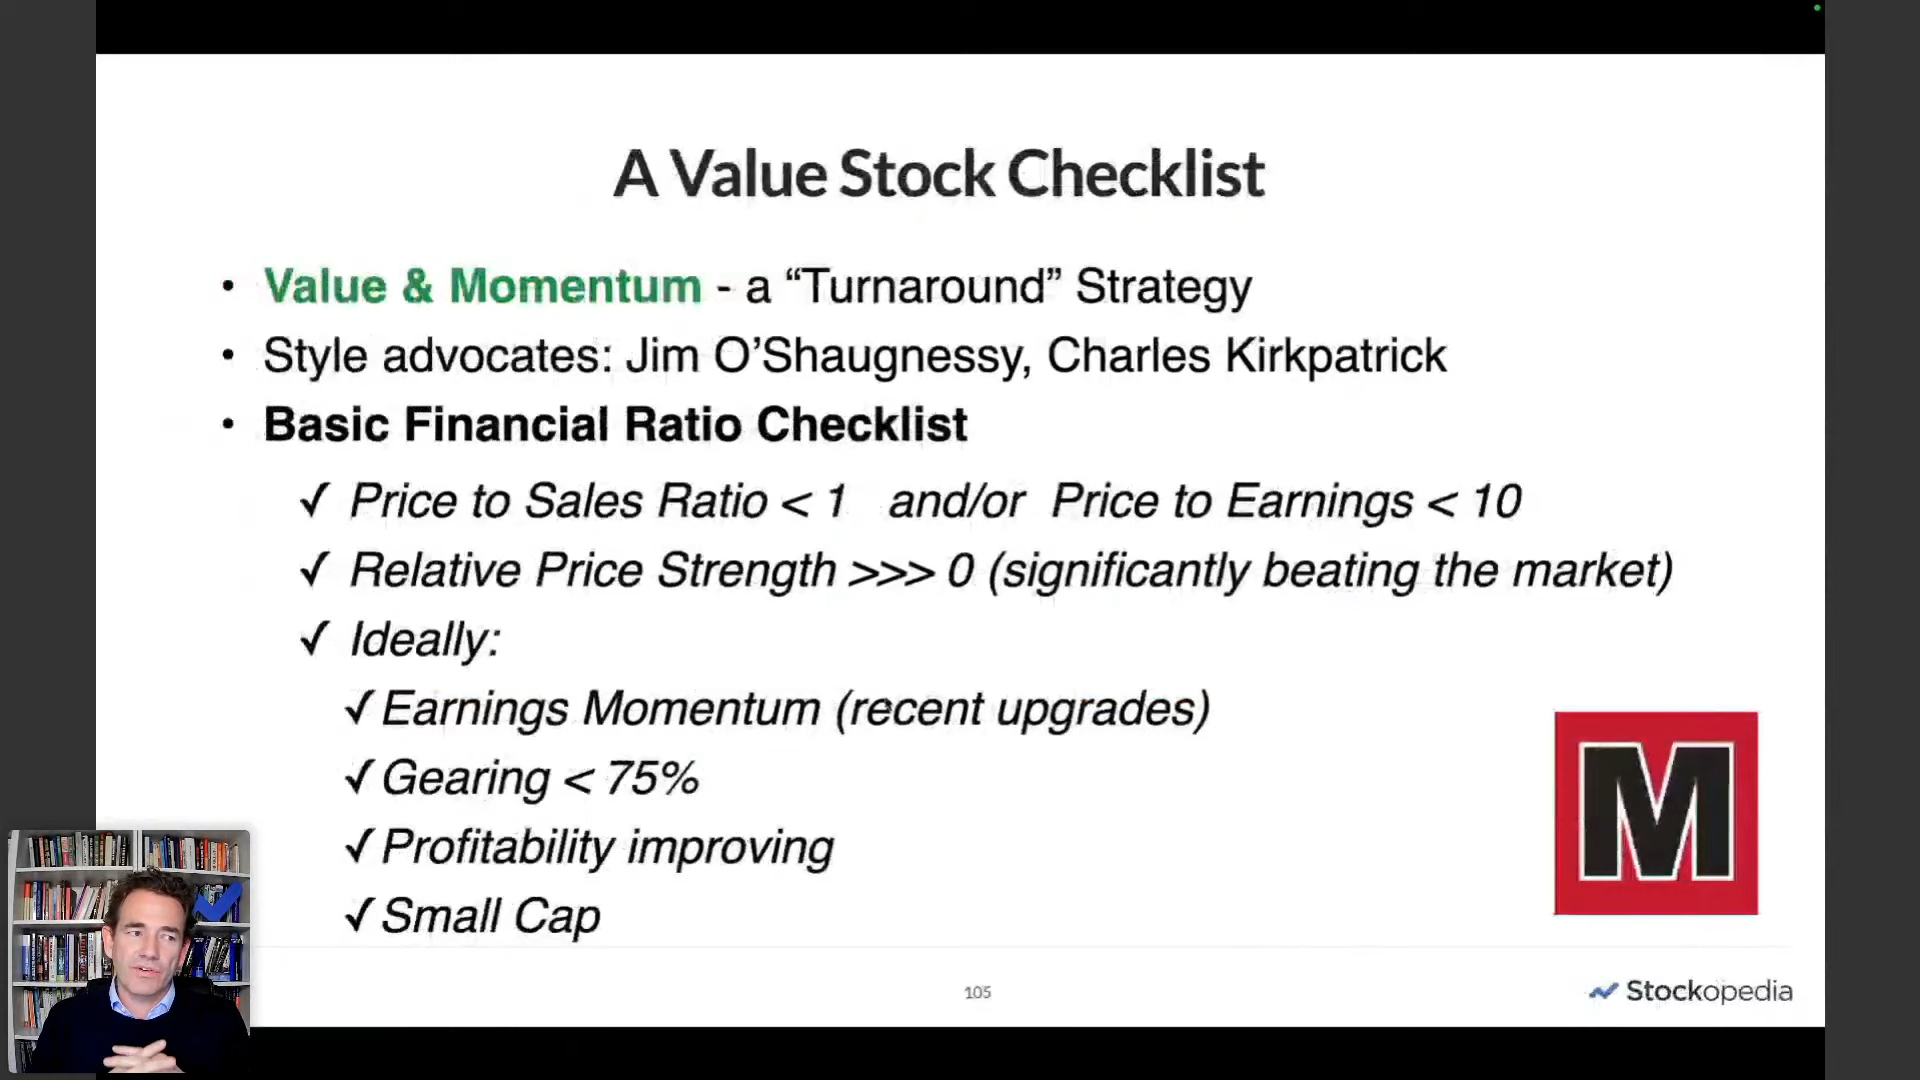 A Value Stock Checklist
• Value & Momentum - a “Turnaround” Strategy
• Style advocates: Jim O’Shaugnessy, Charles Kirkpatrick
• Basic Financial Ratio Checklist
✓ Price to Sales Ratio < 1 and/or Price to Earnings < 10
✓ Relative Price Strength >>> 0 (significantly beating the market)
✓ Ideally:
✓ Earnings Momentum (recent upgrades)
✓ Gearing < 75%
✓ Profitability improving
✓ Small Cap
M
105
Stockopedia